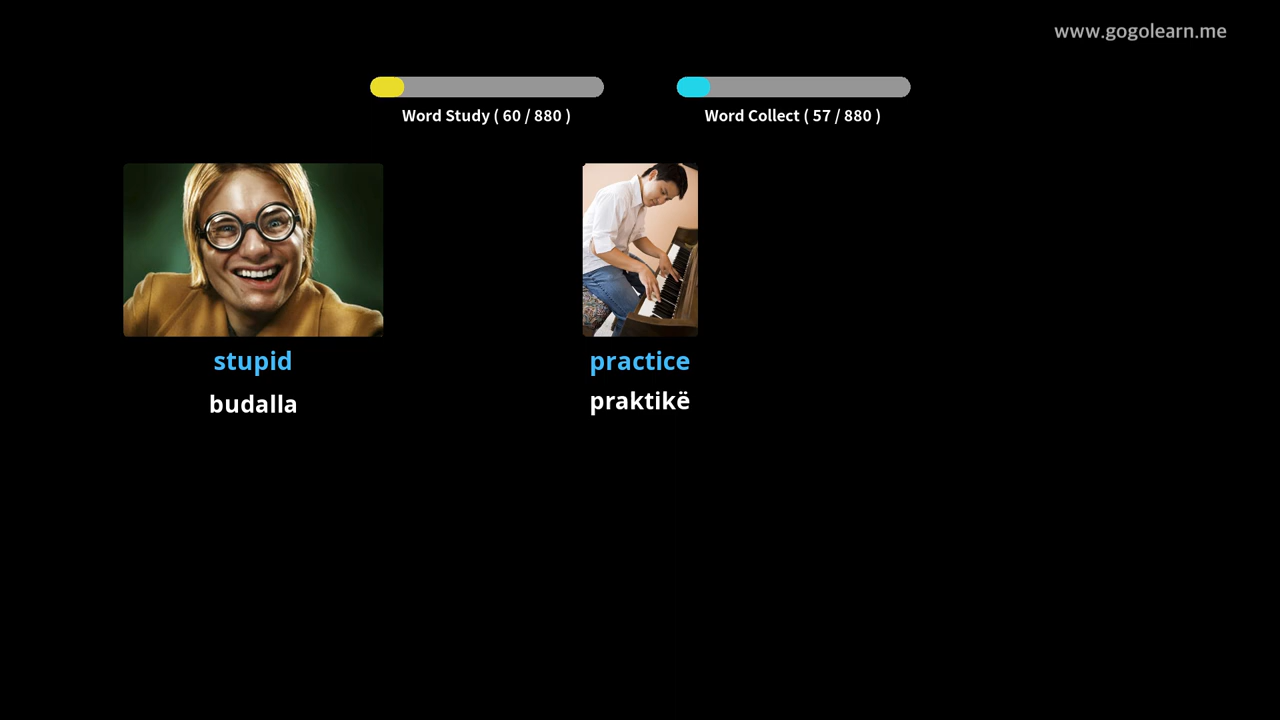 www.gogolearn.me
Word Study ( 60 / 880 )
Word Collect ( 57 / 880 )
stupid
budalla
practice
praktikë